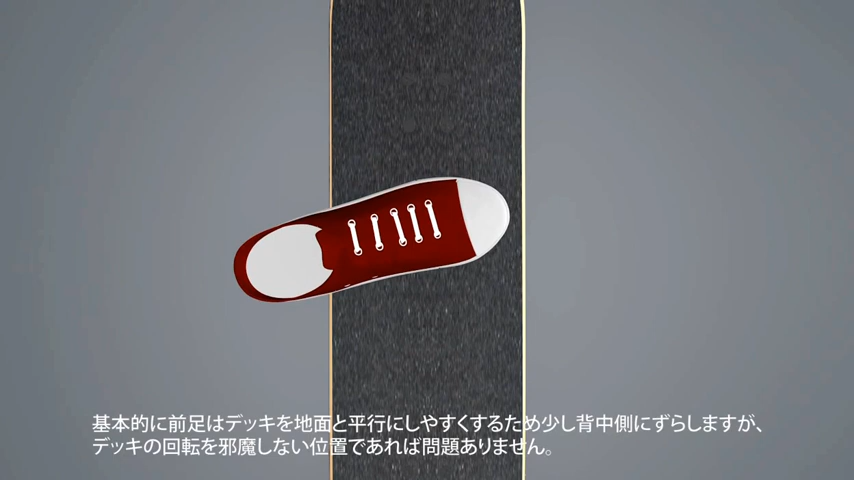 基本的に前足はデッキを地面と平行にしやすくするため少し背中側にずらしますが、
デッキの回転を邪魔しない位置であれば問題ありません。